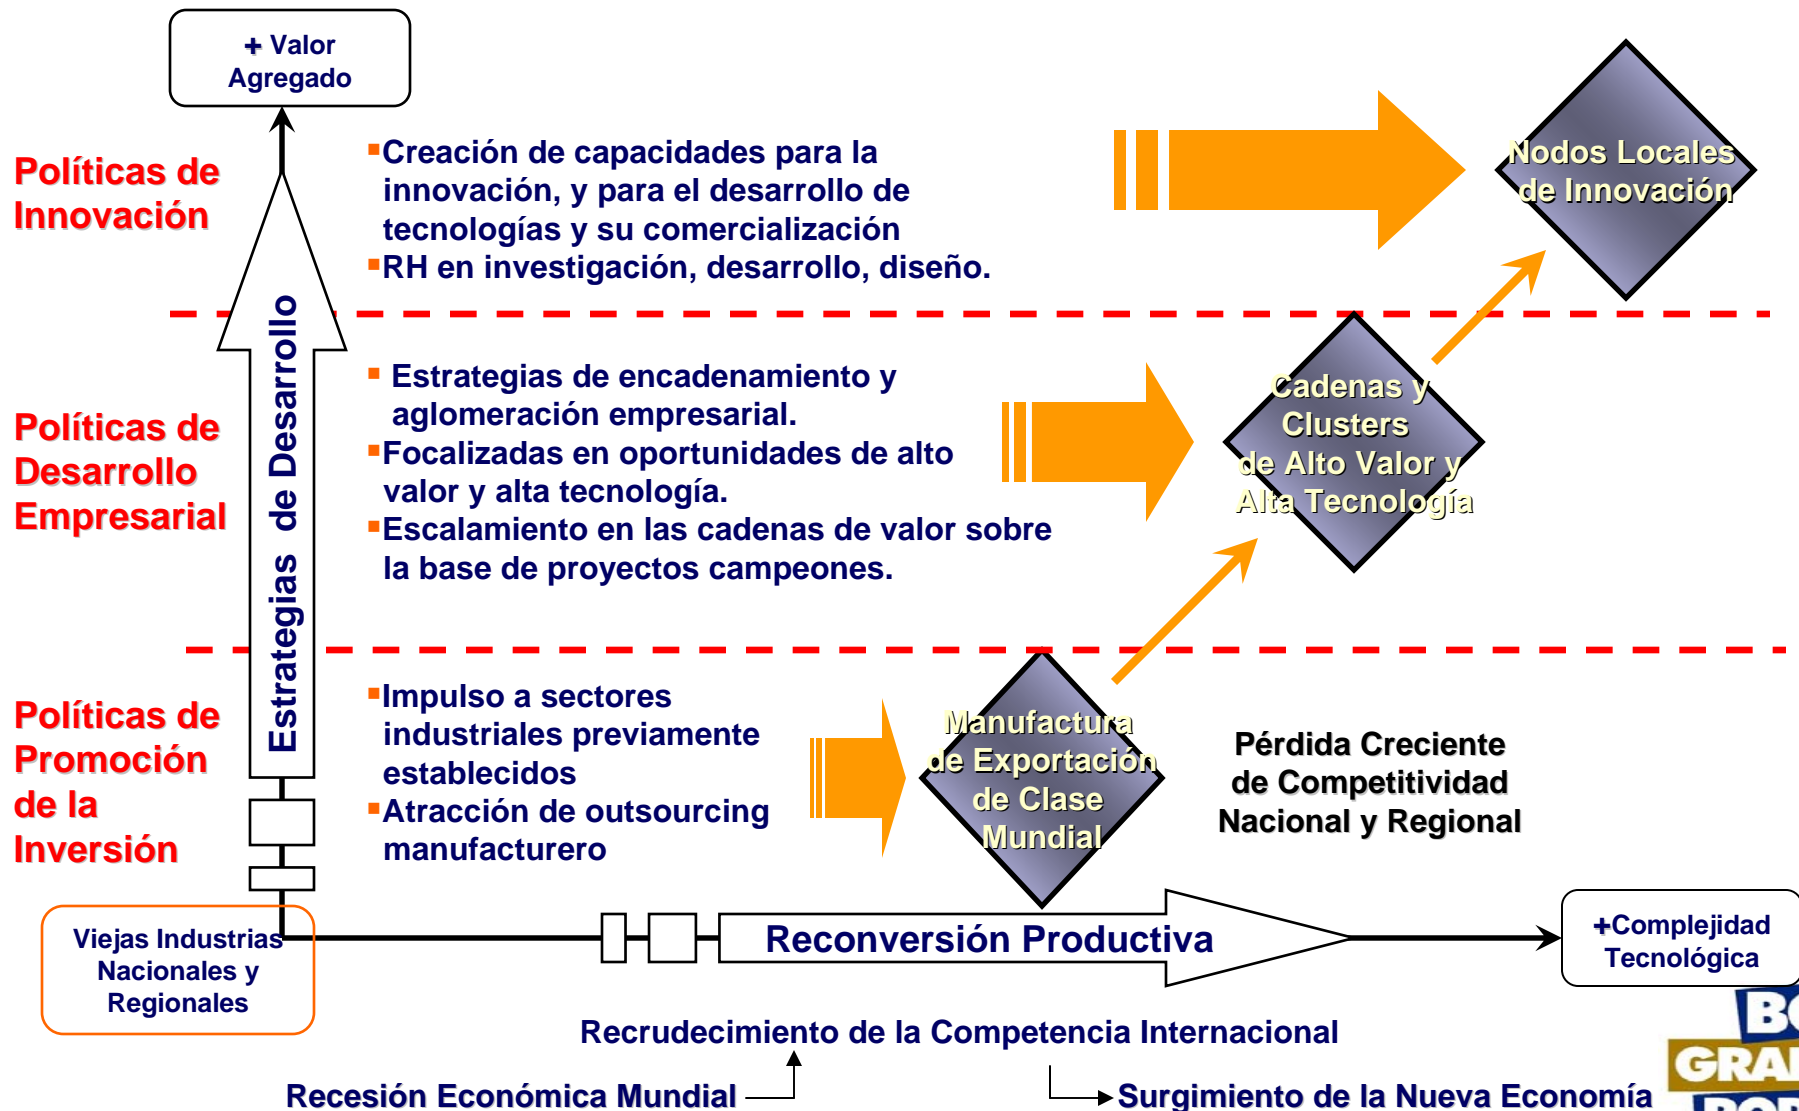 + Valor
Agregado
Políticas de
Innovación
▪Creación de capacidades para la
innovación, y para el desarrollo de
tecnologías y su comercialización
▪RH en investigación, desarrollo, diseño.
Nodos Locales
de Innovación
Estrategias de Desarrollo
Políticas de
Desarrollo
Empresarial
▪ Estrategias de encadenamiento y
aglomeración empresarial.
▪Focalizadas en oportunidades de alto
valor y alta tecnología.
▪Escalamiento en las cadenas de valor sobre
la base de proyectos campeones.
Cadenas y
Clusters
de Alto Valor y
Alta Tecnología
Políticas de
Promoción
de la
Inversión
▪Impulso a sectores
industriales previamente
establecidos
▪Atracción de outsourcing
manufacturero
Manufactura
de Exportación
de Clase
Mundial
Pérdida Creciente
de Competitividad
Nacional y Regional
Viejas Industrias
Nacionales y
Regionales
Reconversión Productiva
+Complejidad
Tecnológica
Recrudecimiento de la Competencia Internacional
Recesión Económica Mundial
Surgimiento de la Nueva Economía